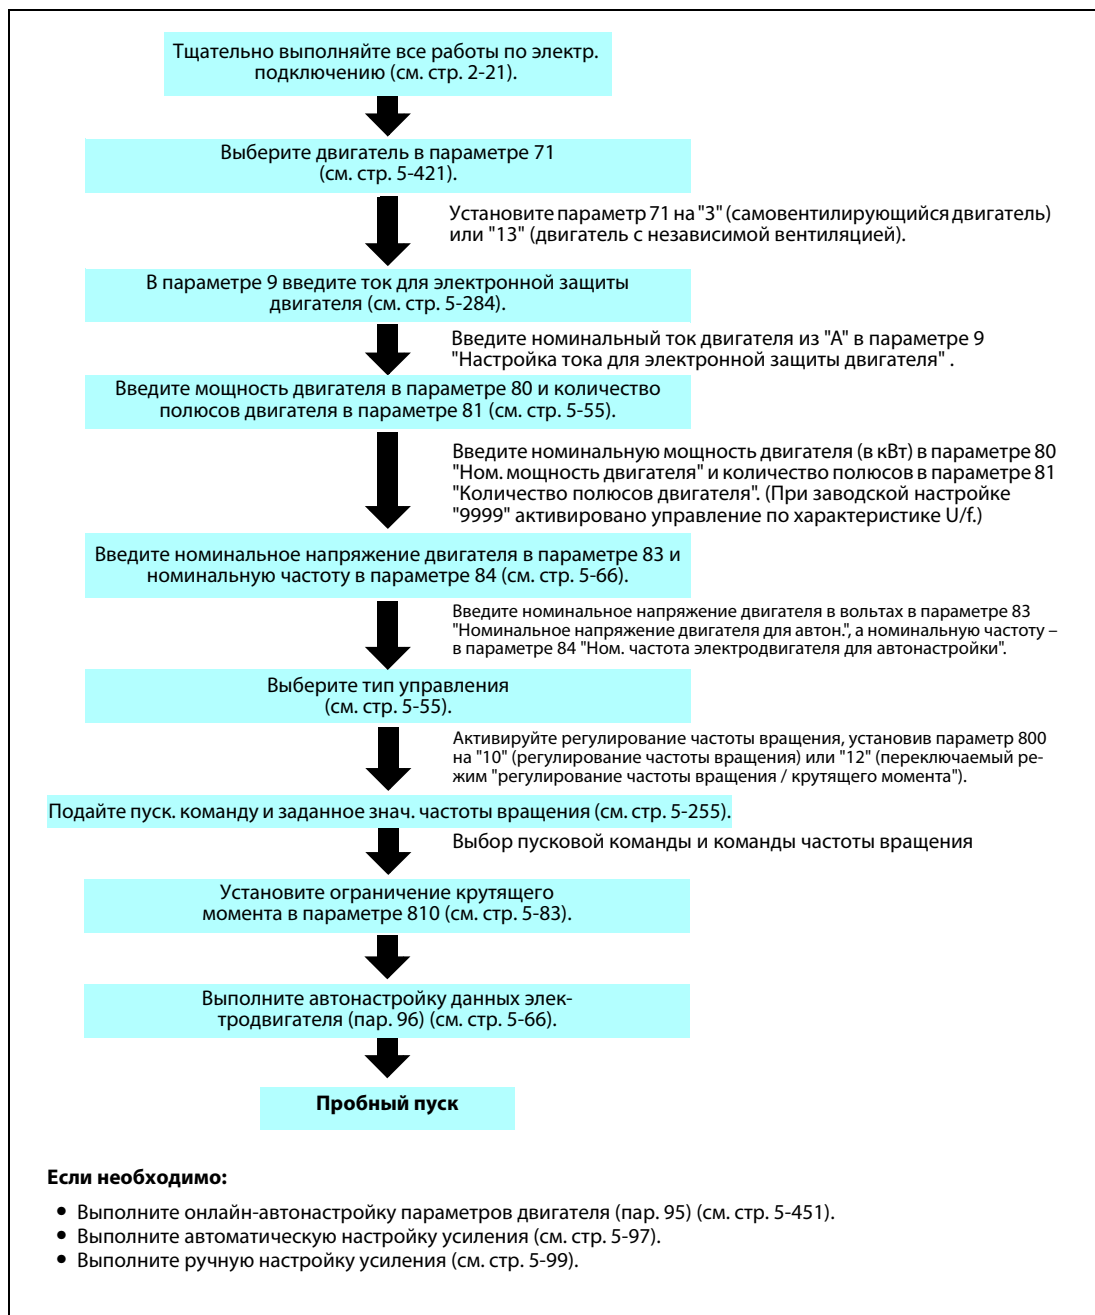 Тщательно выполняйте все работы по электр.
подключению (см. стр. 2-21).
Выберите двигатель в параметре 71
(см. стр. 5-421).
Установите параметр 71 на "3" (самовентилирующийся двигатель)
или "13" (двигатель с независимой вентиляцией).
В параметре 9 введите ток для электронной защиты
двигателя (см. стр. 5-284).
Введите номинальный ток двигателя из "А" в параметре 9
"Настройка тока для электронной защиты двигателя" .
Введите мощность двигателя в параметре 80 и количество
полюсов двигателя в параметре 81 (см. стр. 5-55).
Введите номинальную мощность двигателя (в кВт) в параметре 80
"Ном. мощность двигателя" и количество полюсов в параметре 81
"Количество полюсов двигателя". (При заводской настройке
"9999" активировано управление по характеристике U/f.)
Введите номинальное напряжение двигателя в параметре 83 и
номинальную частоту в параметре 84 (см. стр. 5-66).
Введите номинальное напряжение двигателя в вольтах в параметре 83
"Номинальное напряжение двигателя для автон.", а номинальную частоту –
в параметре 84 "Ном. частота электродвигателя для автонастройки".
Выберите тип управления
(см. стр. 5-55).
Активируйте регулирование частоты вращения, установив параметр 800
на "10" (регулирование частоты вращения) или "12" (переключаемый ре-
жим "регулирование частоты вращения / крутящего момента").
Подайте пуск. команду и заданное знач. частоты вращения (см. стр. 5-255).
Выбор пусковой команды и команды частоты вращения
Установите ограничение крутящего
момента в параметре 810 (см. стр. 5-83).
Выполните автонастройку данных элек-
тродвигателя (пар. 96) (см. стр. 5-66).
Пробный пуск
Если необходимо:
● Выполните онлайн-автонастройку параметров двигателя (пар. 95) (см. стр. 5-451).
● Выполните автоматическую настройку усиления (см. стр. 5-97).
● Выполните ручную настройку усиления (см. стр. 5-99).